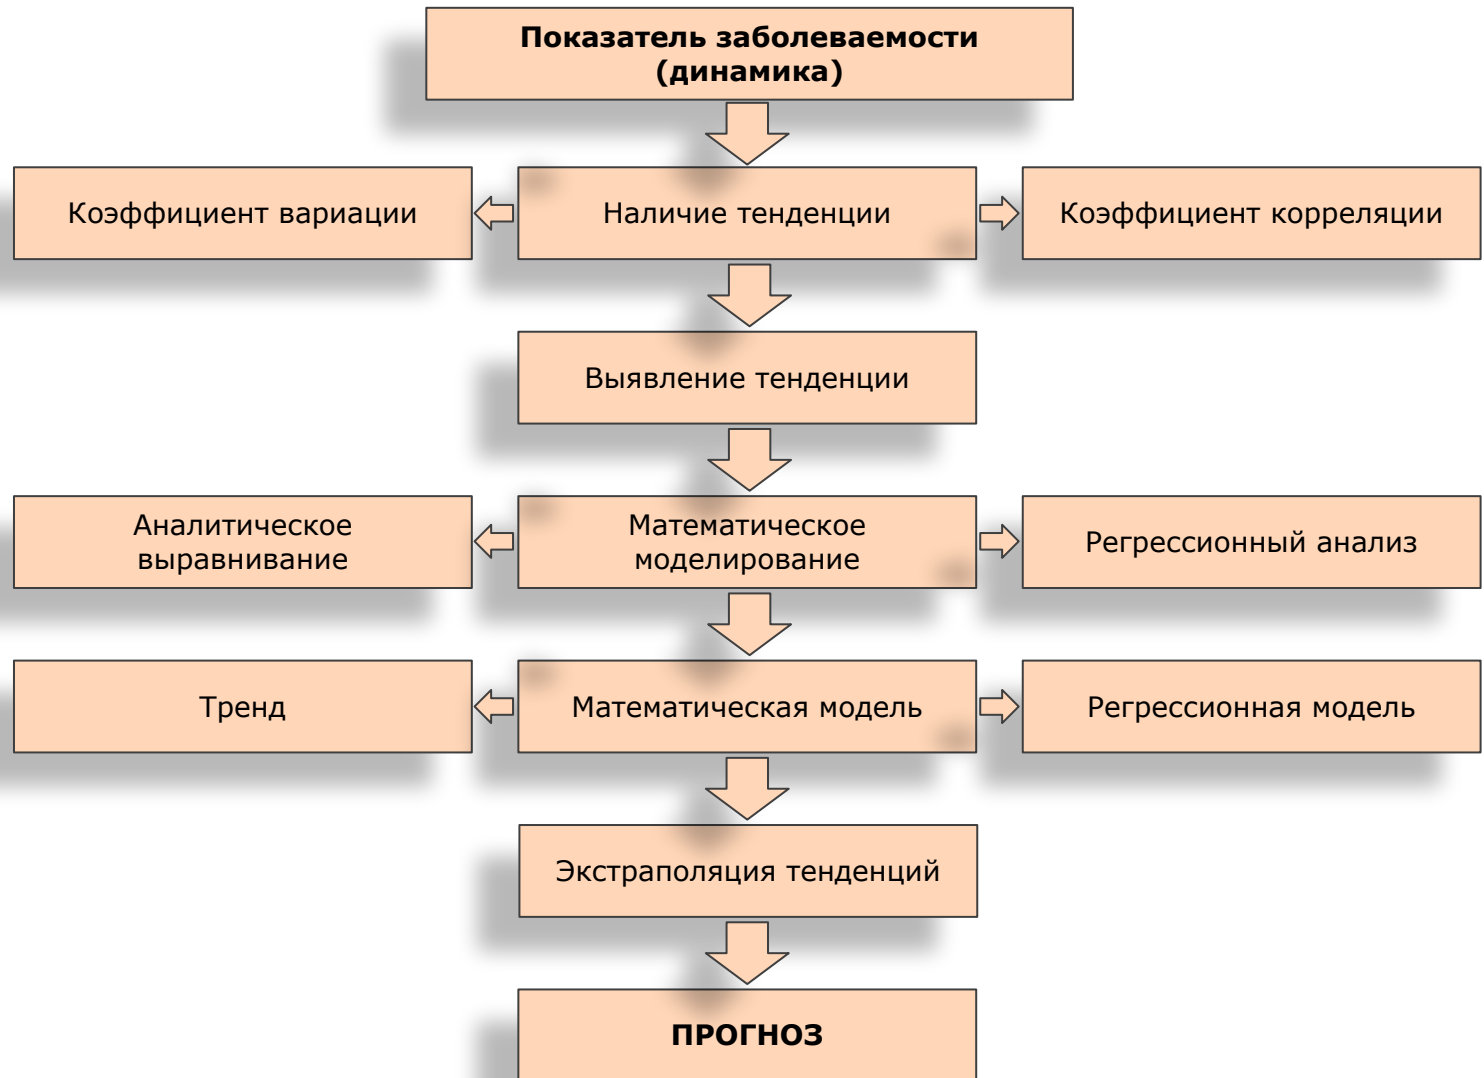 Показатель заболеваемости
(динамика)
Коэффициент вариации
Наличие тенденции
Коэффициент корреляции
Выявление тенденции
Аналитическое
выравнивание
Математическое
моделирование
Регрессионный анализ
Тренд
Математическая модель
Регрессионная модель
Экстраполяция тенденций
ПРОГНОЗ